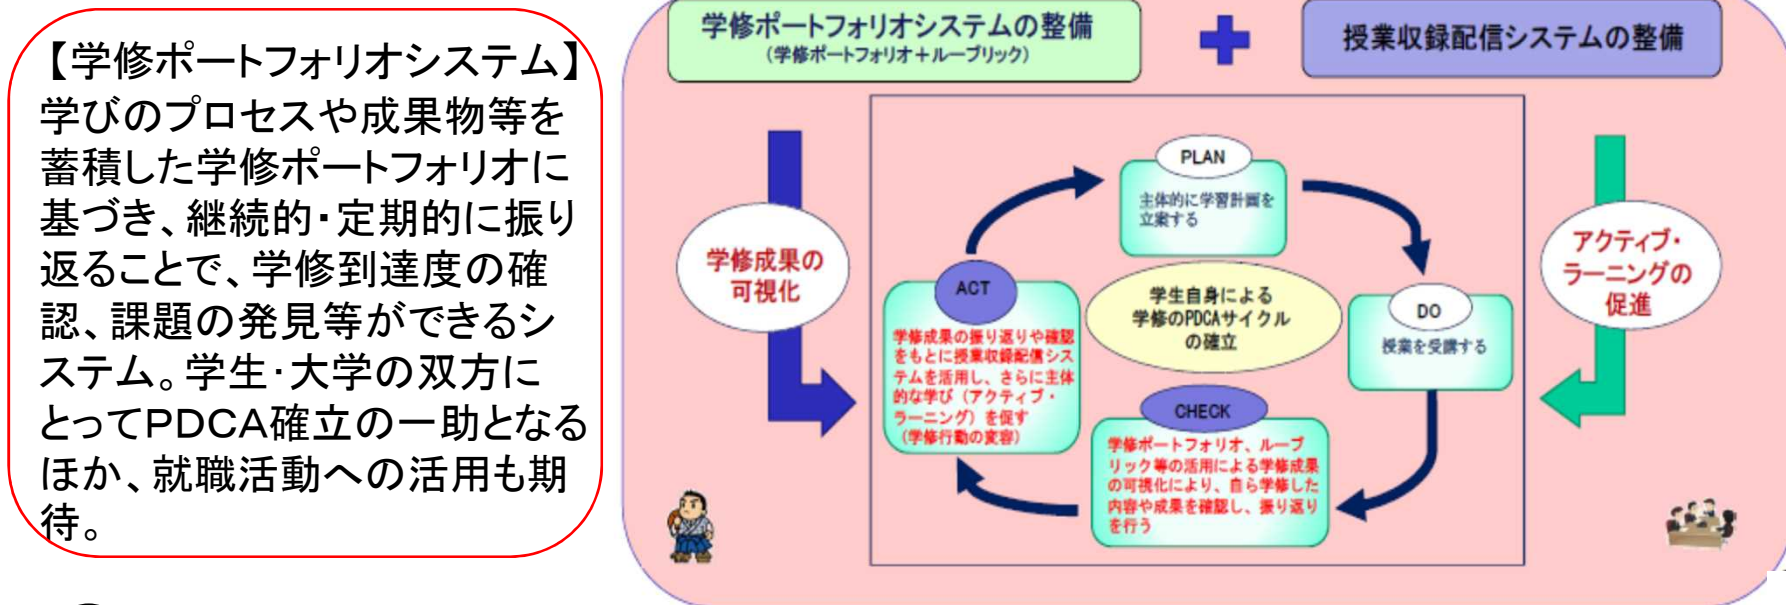 【学修ポートフォリオシステム】
学びのプロセスや成果物等を
蓄積した学修ポートフォリオに
基づき、継続的・定期的に振り
返ることで、学修到達度の確
認、課題の発見等ができるシ
ステム。学生・大学の双方に
とってPDCA確立の一助となる
ほか、就職活動への活用も期
待。
学修ポートフォリオシステムの整備
(学修ポートフォリオ+ルーブリック)
授業収録配信システムの整備
学修成果の
可視化
PLAN
主体的に学習計画を
立案する
DO
授業を受講する
CHECK
学修ポートフォリオ、ルーブ
リック等の活用による学修成果
の可視化により、自ら学修した
内容や成果を確認し、振り返り
を行う
ACT
学修成果の振り返りや確認
をもとに授業収録配信シス
テムを活用し、さらに主体
的な学び(アクティブ・
ラーニング)を促す
(学修行動の変容)
学生自身による
学修のPDCAサイクル
の確立
アクティブ・
ラーニングの
促進